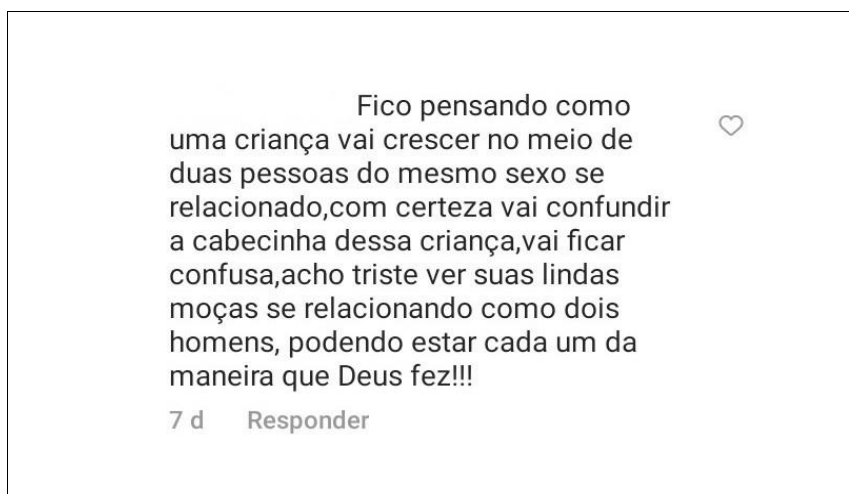 Fico pensando como
uma criança vai crescer no meio de
duas pessoas do mesmo sexo se
relacionado,com certeza vai confundir
a cabecinha dessa criança,vai ficar
confusa,acho triste ver suas lindas
moças se relacionando como dois
homens, podendo estar cada um da
maneira que Deus fez!!!
7 d Responder